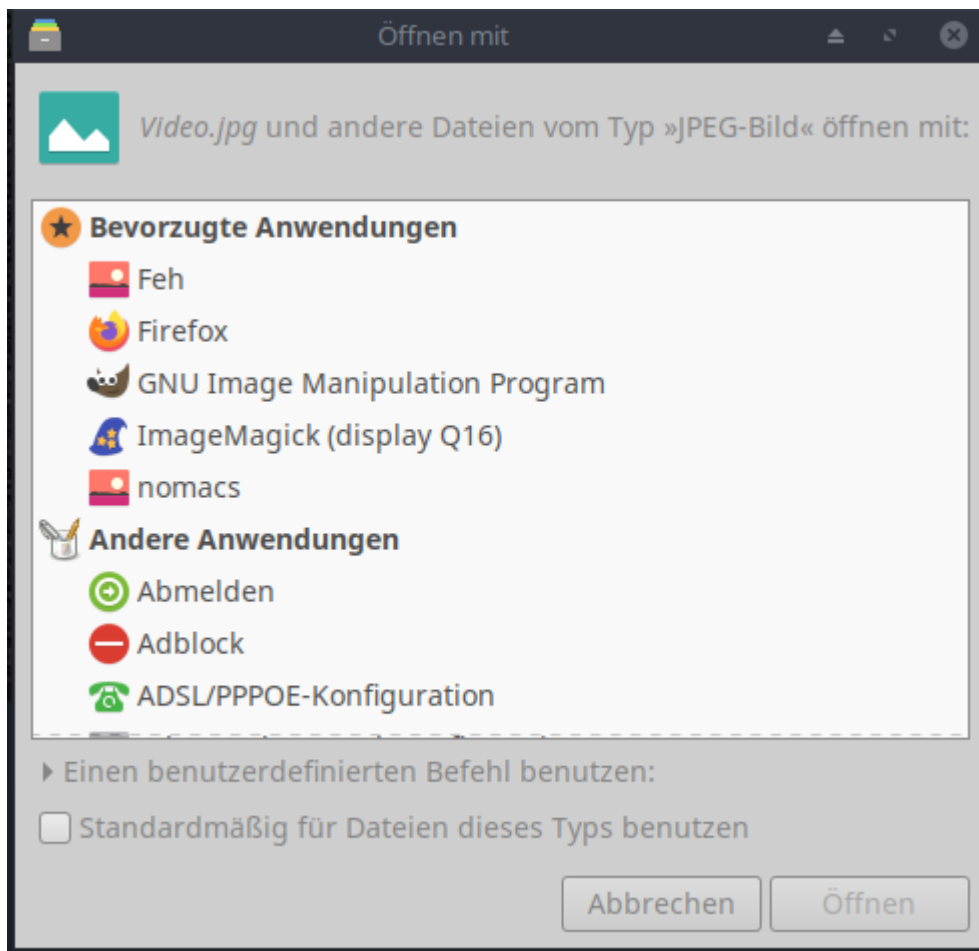 Öffnen mit
Video.jpg und andere Dateien vom Typ »JPEG-Bild« öffnen mit:
Bevorzugte Anwendungen
Feh
Firefox
GNU Image Manipulation Program
ImageMagick (display Q16)
nomacs
Andere Anwendungen
Abmelden
Adblock
ADSL/PPPOE-Konfiguration
Einen benutzerdefinierten Befehl benutzen:
Standardmäßig für Dateien dieses Typs benutzen
Abbrechen
Öffnen